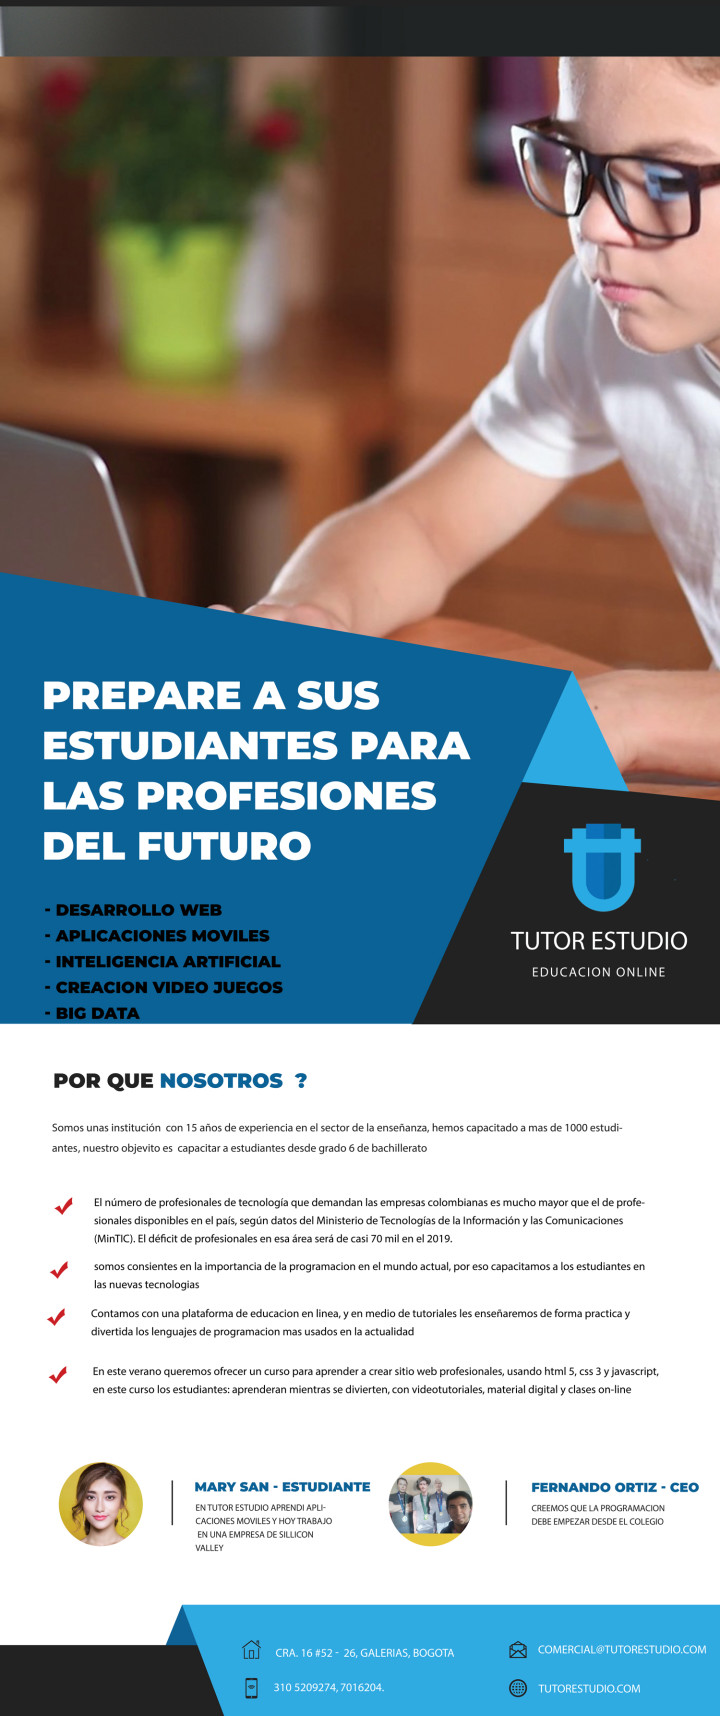 PREPARE A SUS
ESTUDIANTES PARA
LAS PROFESIONES
DEL FUTURO
- DESARROLLO WEB
- APLICACIONES MOVILES
- INTELIGENCIA ARTIFICIAL
- CREACION VIDEO JUEGOS
- BIG DATA
TUTOR ESTUDIO
EDUCACION ONLINE
POR QUE NOSOTROS ?
Somos unas institución con 15 años de experiencia en el sector de la enseñanza, hemos capacitado a mas de 1000 estudi-
antes, nuestro objevito es capacitar a estudiantes desde grado 6 de bachillerato
El número de profesionales de tecnología que demandan las empresas colombianas es mucho mayor que el de profe-
sionales disponibles en el país, según datos del Ministerio de Tecnologías de la Información y las Comunicaciones
(MinTIC). El déficit de profesionales en esa área será de casi 70 mil en el 2019.
somos consientes en la importancia de la programacion en el mundo actual, por eso capacitamos a los estudiantes en
las nuevas tecnologias
Contamos con una plataforma de educacion en linea, y en medio de tutoriales les enseñaremos de forma practica y
divertida los lenguajes de programacion mas usados en la actualidad
En este verano queremos ofrecer un curso para aprender a crear sitio web profesionales, usando html 5, css 3 y javascript,
en este curso los estudiantes: aprenderan mientras se divierten, con videotutoriales, material digital y clases on-line
MARY SAN - ESTUDIANTE
EN TUTOR ESTUDIO APRENDI APLI-
CACIONES MOVILES Y HOY TRABAJO
EN UNA EMPRESA DE SILLICON
VALLEY
FERNANDO ORTIZ - CEO
CREEMOS QUE LA PROGRAMACION
DEBE EMPEZAR DESDE EL COLEGIO
CRA. 16 #52 - 26, GALERIAS, BOGOTA
310 5209274, 7016204.
COMERCIAL@TUTORESTUDIO.COM
TUTORESTUDIO.COM